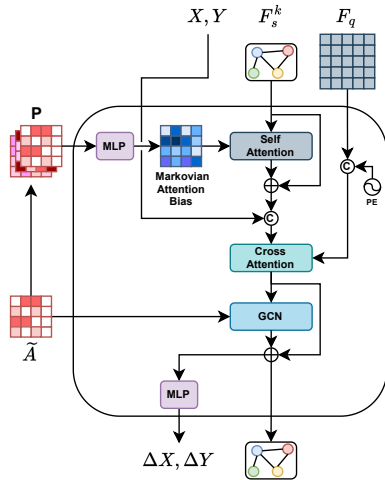 X, Y
F_s^k
F_q
P
MLP
Self
Attention
Markovian
Attention
Bias
C
PE
C
Cross
Attention
GCN
Ã
MLP
ΔX, ΔY